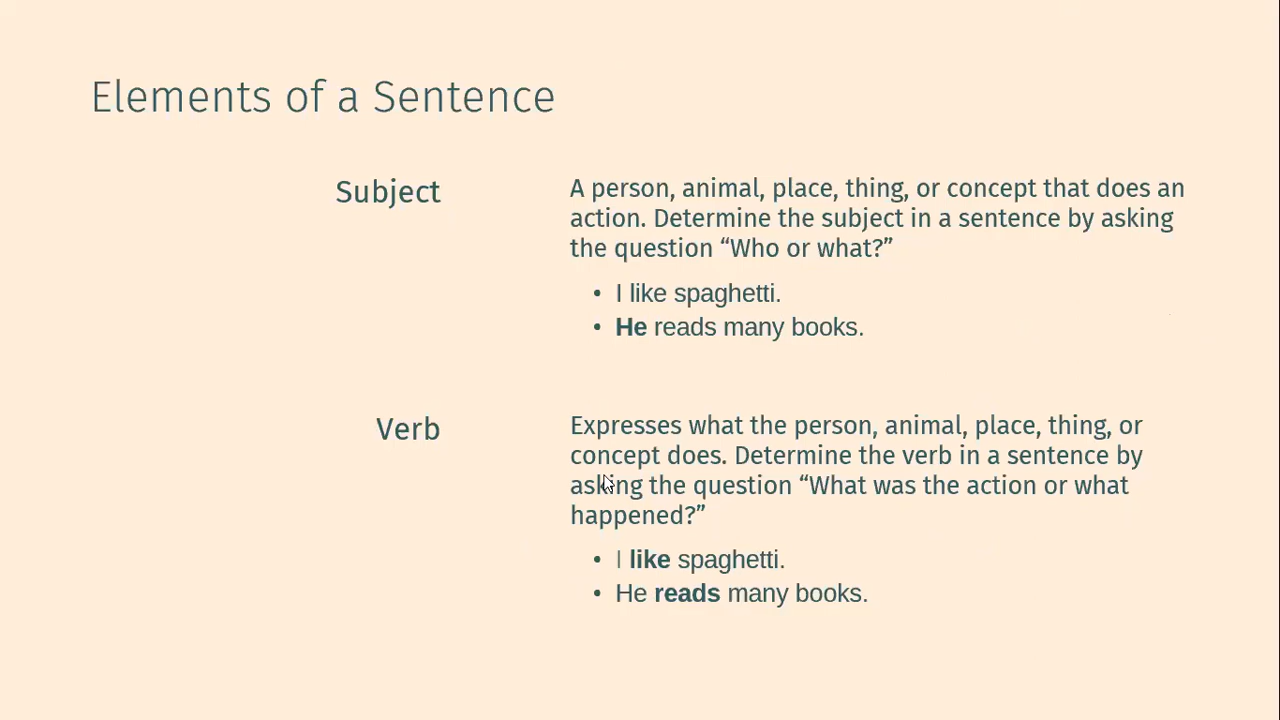 Elements of a Sentence
Subject
A person, animal, place, thing, or concept that does an
action. Determine the subject in a sentence by asking
the question “Who or what?”
• I like spaghetti.
• He reads many books.
Verb
Expresses what the person, animal, place, thing, or
concept does. Determine the verb in a sentence by
asking the question “What was the action or what
happened?”
• I like spaghetti.
• He reads many books.